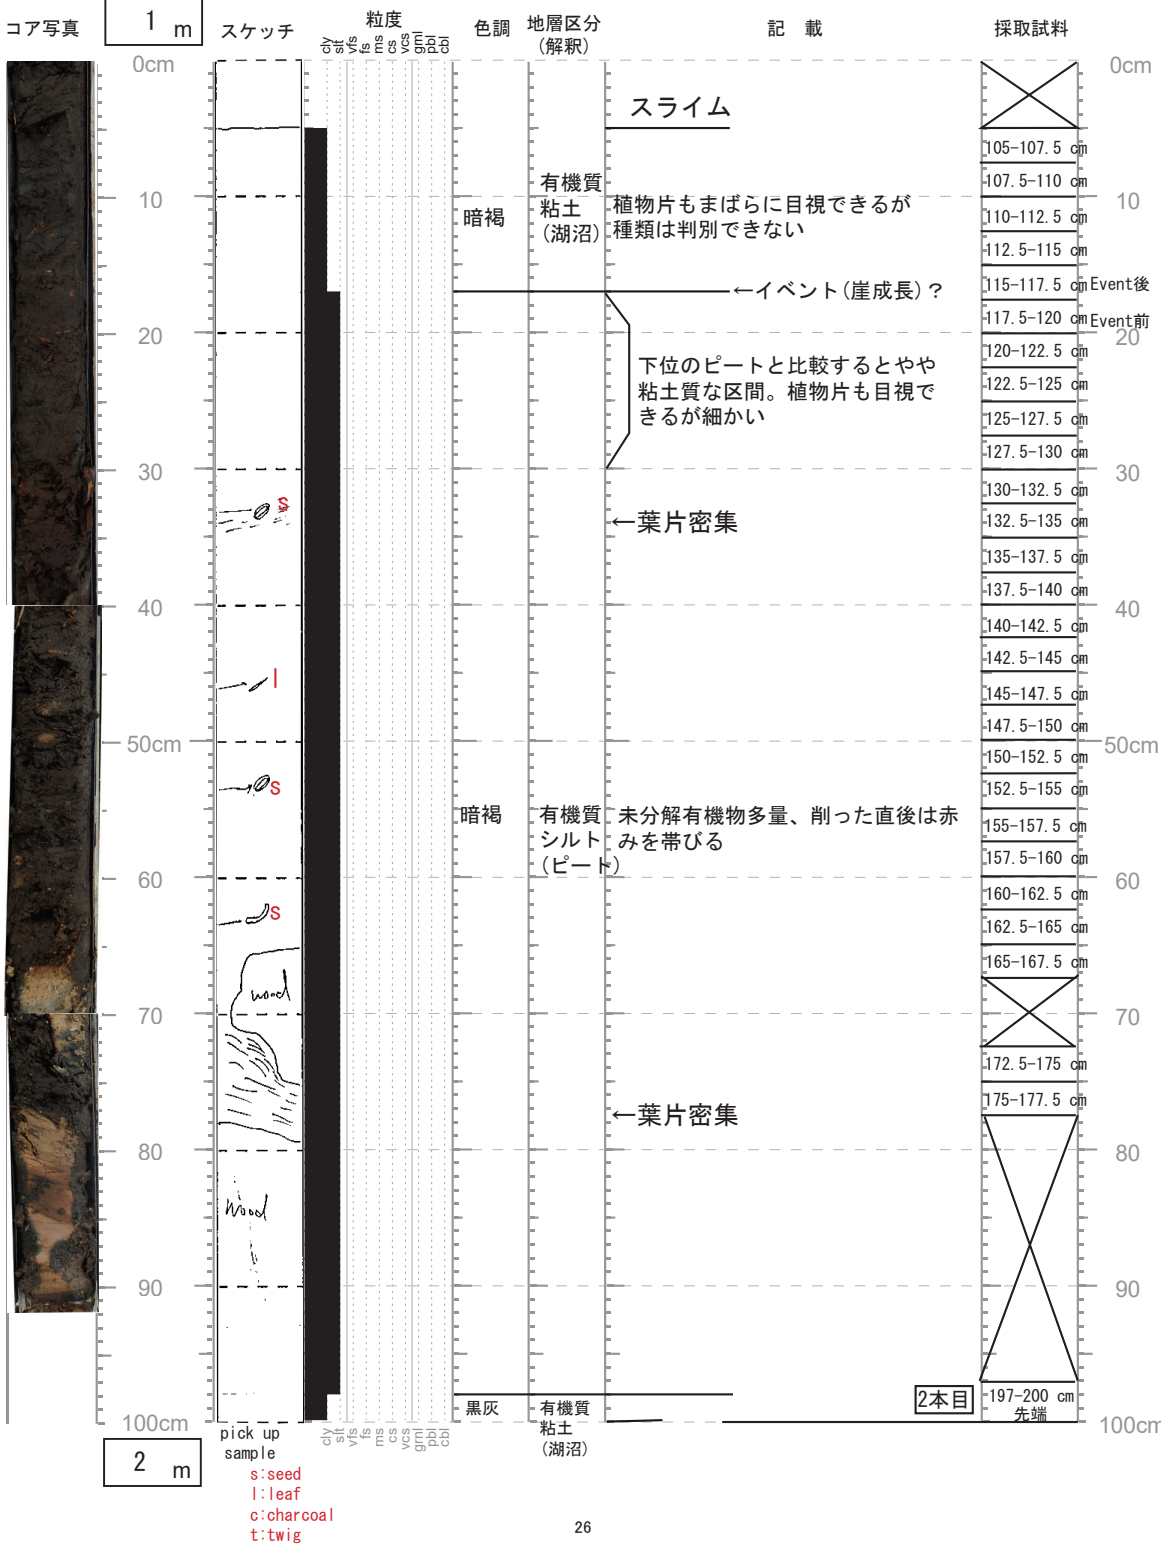 コア写真
1 m
スケッチ
粒度
色調
地層区分
（解釈）
記 載
採取試料
cly
slt
vfs
fs
ms
cs
vcs
grnl
pbl
cbl
0cm
0cm
スライム
105-107.5 cm
107.5-110 cm
有機質
粘土
（湖沼）
暗褐
植物片もまばらに目視できるが
種類は判別できない
10
10
110-112.5 cm
112.5-115 cm
←イベント(崖成長)？
115-117.5 cm
Event後
117.5-120 cm
Event前
20
20
下位のピートと比較するとやや
粘土質な区間。植物片も目視で
きるが細かい
120-122.5 cm
122.5-125 cm
125-127.5 cm
127.5-130 cm
30
30
130-132.5 cm
s
←葉片密集
132.5-135 cm
135-137.5 cm
137.5-140 cm
40
40
140-142.5 cm
142.5-145 cm
l
145-147.5 cm
147.5-150 cm
50cm
50cm
150-152.5 cm
s
152.5-155 cm
暗褐
有機質
シルト
(ピート)
未分解有機物多量、削った直後は赤
みを帯びる
155-157.5 cm
157.5-160 cm
60
60
160-162.5 cm
s
162.5-165 cm
165-167.5 cm
wood
70
70
172.5-175 cm
175-177.5 cm
←葉片密集
80
80
wood
90
90
黒灰
有機質
粘土
（湖沼）
2本目
197-200 cm
先端
100cm
100cm
cly
slt
vfs
fs
ms
cs
vcs
grnl
pbl
cbl
2 m
pick up
sample
s:seed
l:leaf
c:charcoal
t:twig
26